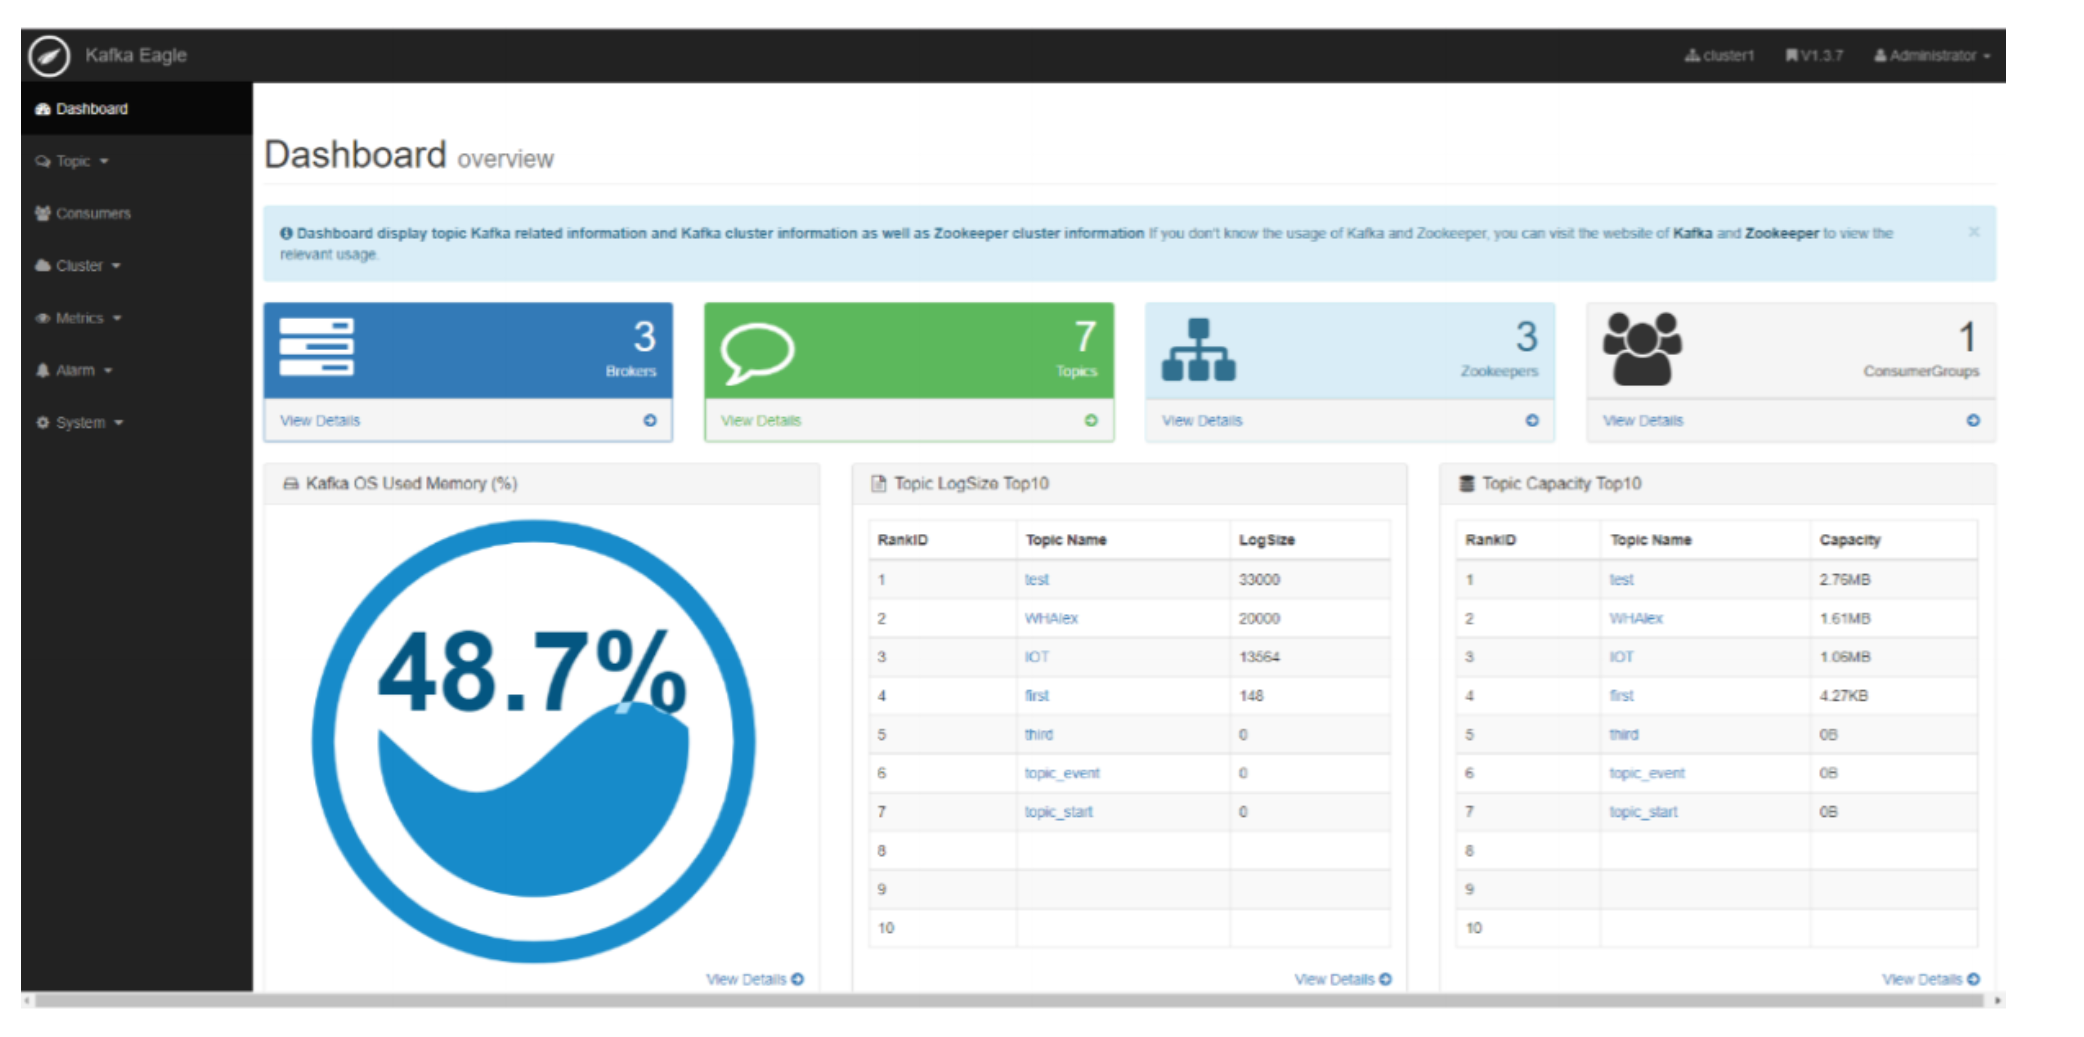 Kafka Eagle
cluster1 V1.3.7 Administrator
Dashboard
Topic
Consumers
Cluster
Metrics
Alarm
System
Dashboard overview
Dashboard display topic Kafka related information and Kafka cluster information as well as Zookeeper cluster information If you don't know the usage of Kafka and Zookeeper, you can visit the website of Kafka and Zookeeper to view the
relevant usage.
×
3
Brokers
View Details
7
Topics
View Details
3
Zookeepers
View Details
1
ConsumerGroups
View Details
Kafka OS Used Memory (%)
48.7%
View Details
Topic LogSize Top10
RankID Topic Name LogSize
1 test 33000
2 WHAlex 20000
3 IOT 13564
4 first 148
5 third 0
6 topic_event 0
7 topic_start 0
8
9
10
View Details
Topic Capacity Top10
RankID Topic Name Capacity
1 test 2.76MB
2 WHAlex 1.61MB
3 IOT 1.06MB
4 first 4.27KB
5 third 0B
6 topic_event 0B
7 topic_start 0B
8
9
10
View Details